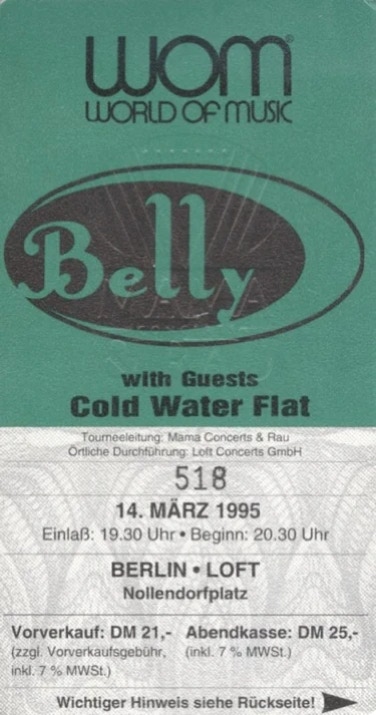 WOM®
WORLD OF MUSIC
Belly
MAMA
CONCERTS
with Guests
Cold Water Flat
Tourneeleitung: Mama Concerts & Rau
Örtliche Durchführung: Loft Concerts GmbH
518
14. MÄRZ 1995
Einlaß: 19.30 Uhr • Beginn: 20.30 Uhr
BERLIN • LOFT
Nollendorfplatz
Vorverkauf: DM 21,- Abendkasse: DM 25,-
(zzgl. Vorverkaufsgebühr, (inkl. 7 % MWSt.)
inkl. 7 % MWSt.)
Wichtiger Hinweis siehe Rückseite!